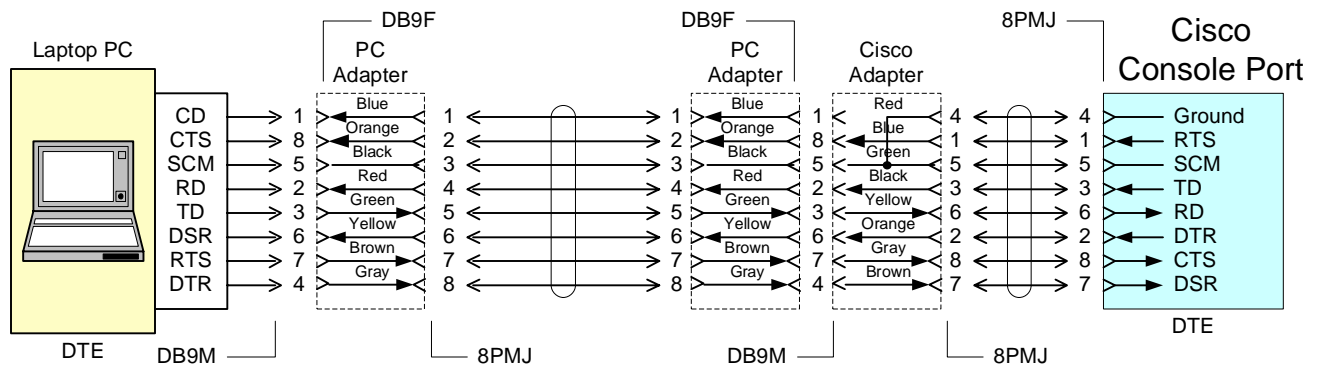 DB9F DB9F 8PMJ
Laptop PC PC Adapter PC Adapter Cisco Adapter Cisco Console Port
CD 1 Blue 1 1 Blue 1 Red 4 4 Ground
CTS 8 Orange 2 2 Orange 8 Blue 1 1 RTS
SCM 5 Black 3 3 Black 5 Green 5 5 SCM
RD 2 Red 4 4 Red 2 Black 3 3 TD
TD 3 Green 5 5 Green 3 Yellow 6 6 RD
DSR 6 Yellow 6 6 Yellow 6 Orange 2 2 DTR
RTS 7 Brown 7 7 Brown 7 Gray 8 8 CTS
DTR 4 Gray 8 8 Gray 4 Brown 7 7 DSR
DTE DTE
DB9M 8PMJ DB9M 8PMJ